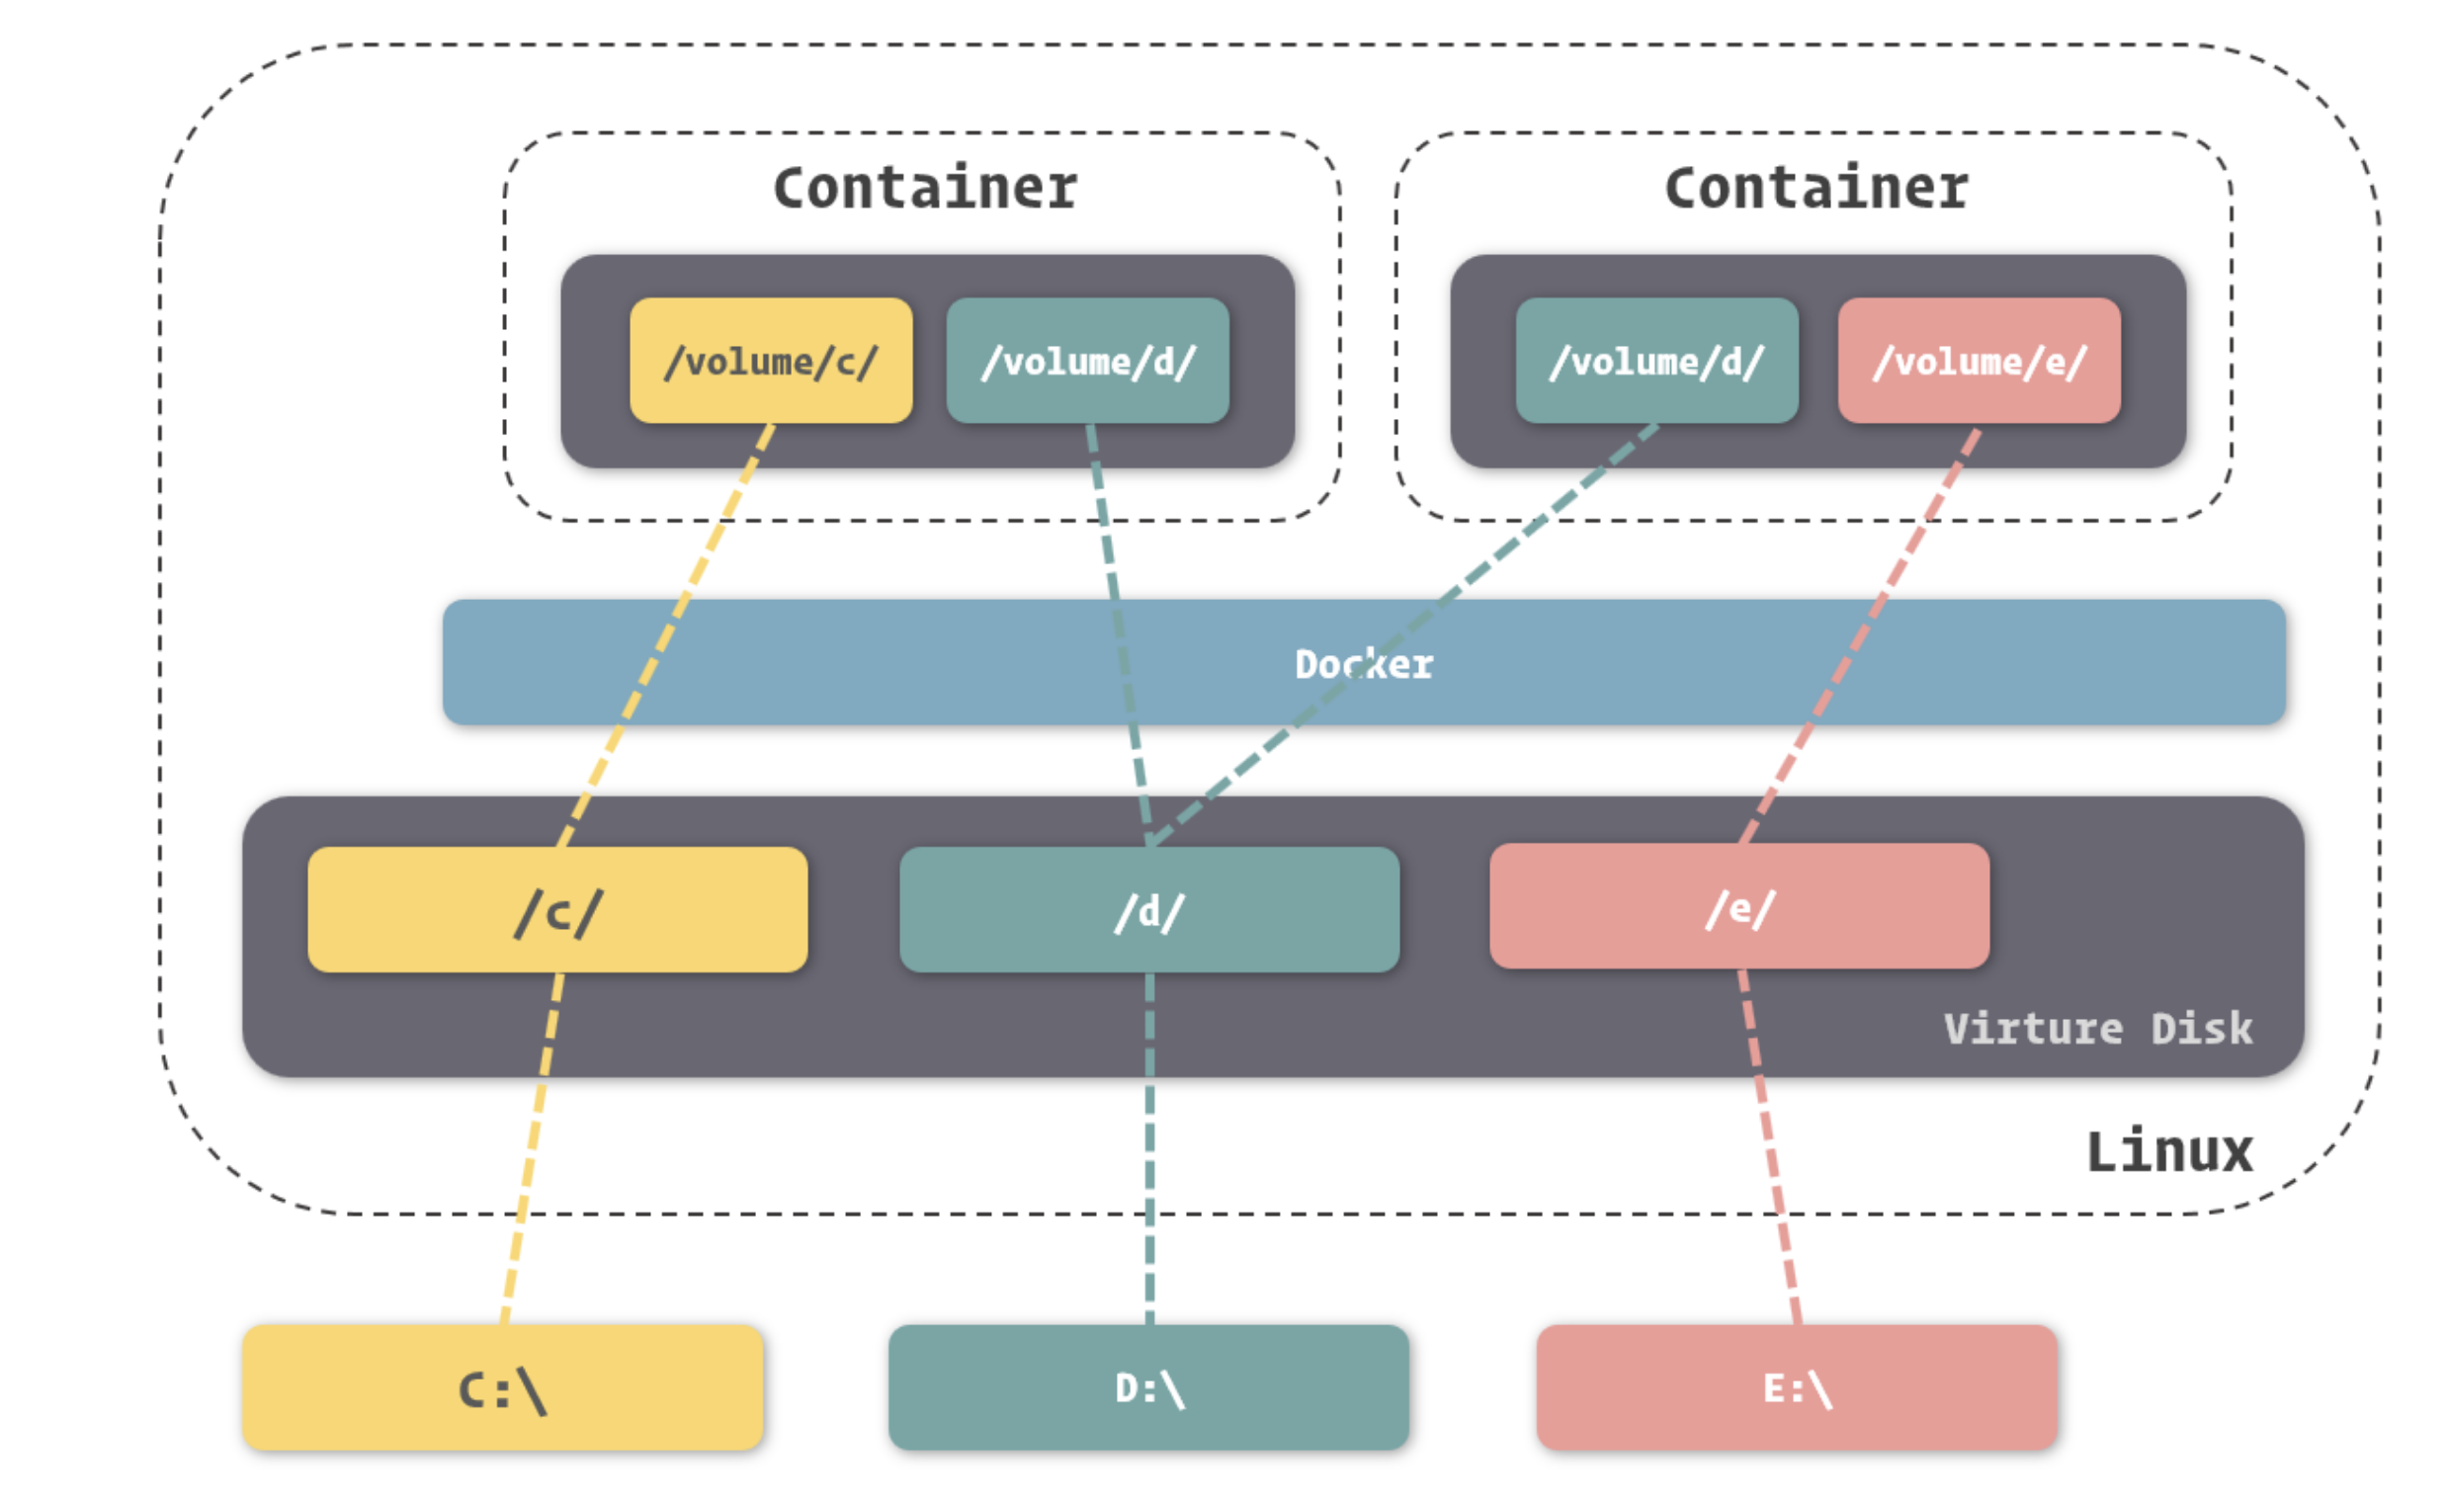 Container
Container
/volume/c/
/volume/d/
/volume/d/
/volume/e/
Docker
/c/
/d/
/e/
Virture Disk
Linux
C:\
D:\
E:\